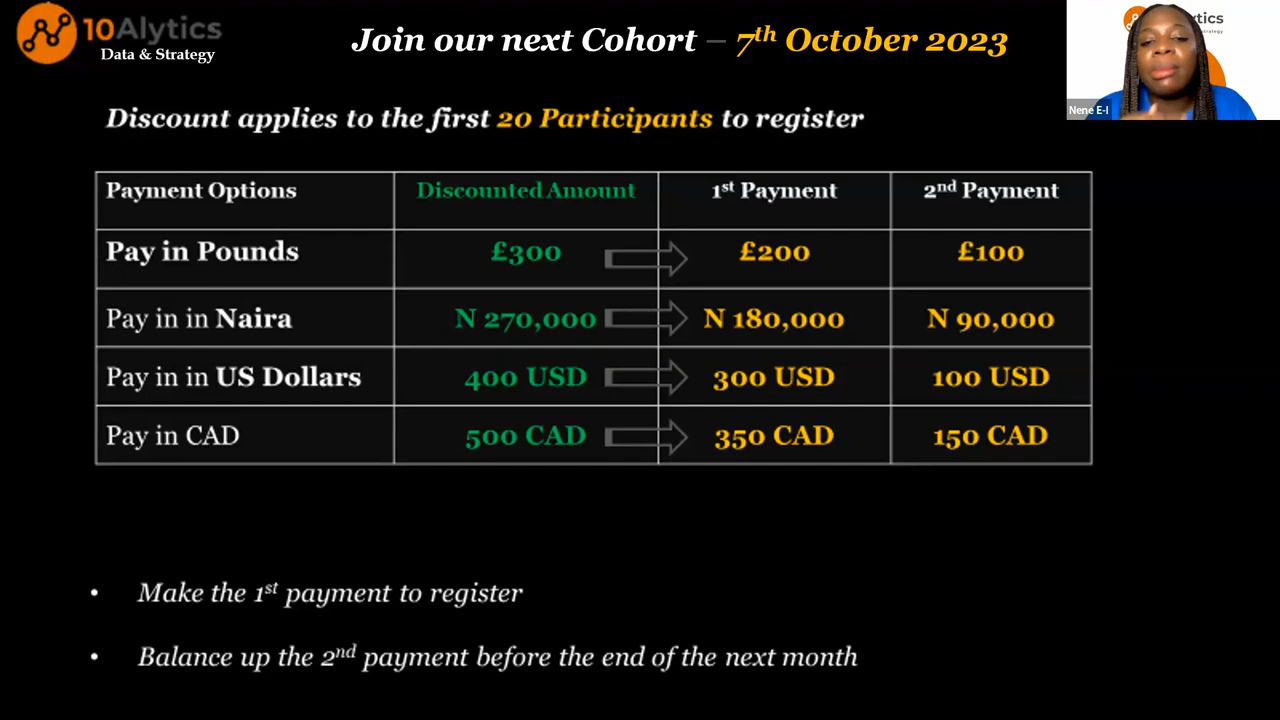 10Alytics
Data & Strategy
Join our next Cohort – 7th October 2023
Nene E-I
Discount applies to the first 20 Participants to register
Payment Options Discounted Amount 1st Payment 2nd Payment
Pay in Pounds £300 £200 £100
Pay in in Naira N 270,000 N 180,000 N 90,000
Pay in in US Dollars 400 USD 300 USD 100 USD
Pay in CAD 500 CAD 350 CAD 150 CAD
• Make the 1st payment to register
• Balance up the 2nd payment before the end of the next month